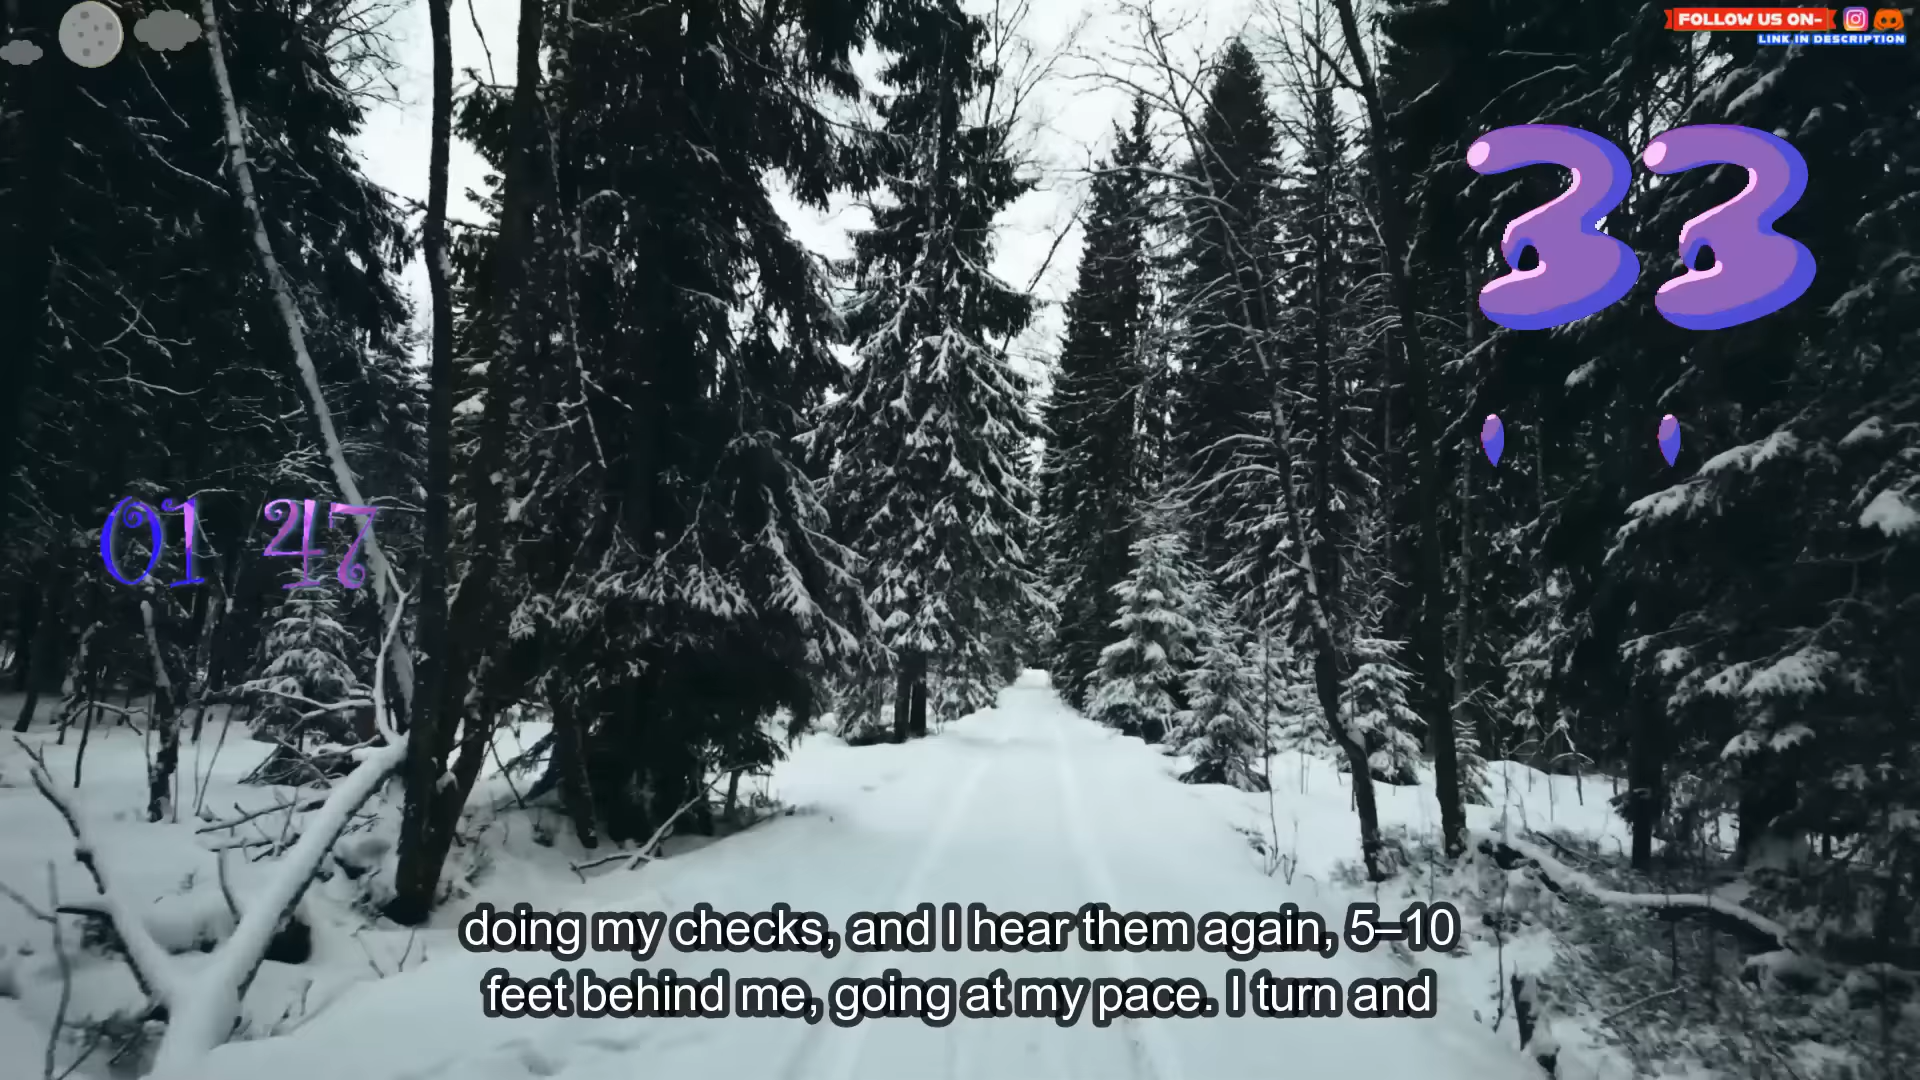 FOLLOW US ON-
LINK IN DESCRIPTION
33
01 47
doing my checks, and I hear them again, 5–10
feet behind me, going at my pace. I turn and